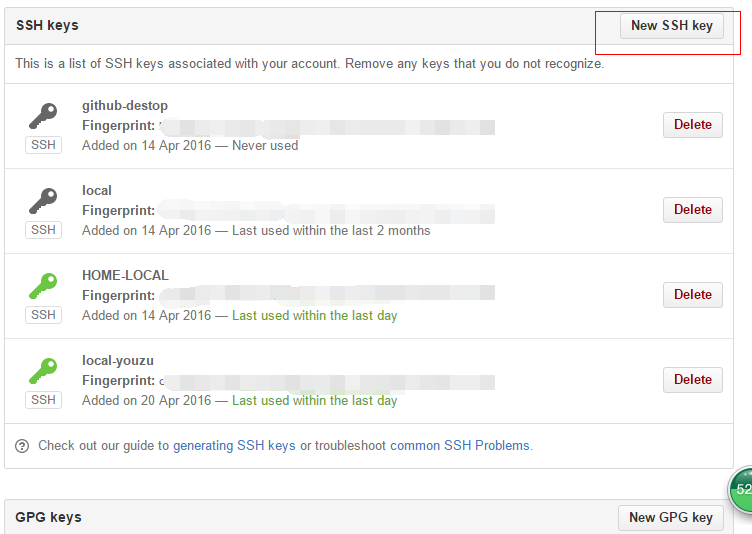 SSH keys New SSH key
This is a list of SSH keys associated with your account. Remove any keys that you do not recognize.
github-destop
Fingerprint:
SSH Delete
Added on 14 Apr 2016 — Never used
local
Fingerprint:
SSH Delete
Added on 14 Apr 2016 — Last used within the last 2 months
HOME-LOCAL
Fingerprint:
SSH Delete
Added on 14 Apr 2016 — Last used within the last day
local-youzu
Fingerprint:
SSH Delete
Added on 20 Apr 2016 — Last used within the last day
Check out our guide to generating SSH keys or troubleshoot common SSH Problems.
52
GPG keys New GPG key